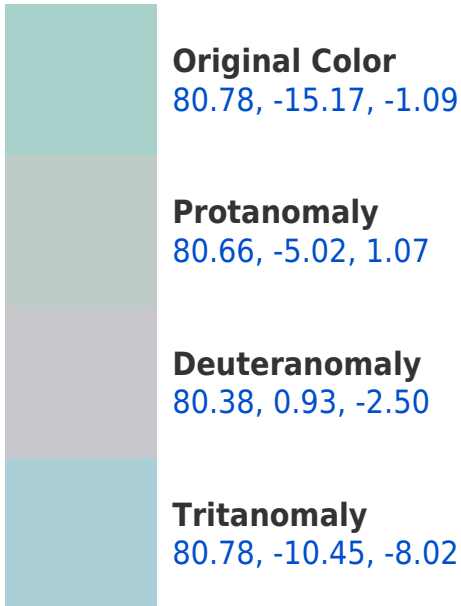 Original Color
80.78, -15.17, -1.09
Protanomaly
80.66, -5.02, 1.07
Deuteranomaly
80.38, 0.93, -2.50
Tritanomaly
80.78, -10.45, -8.02